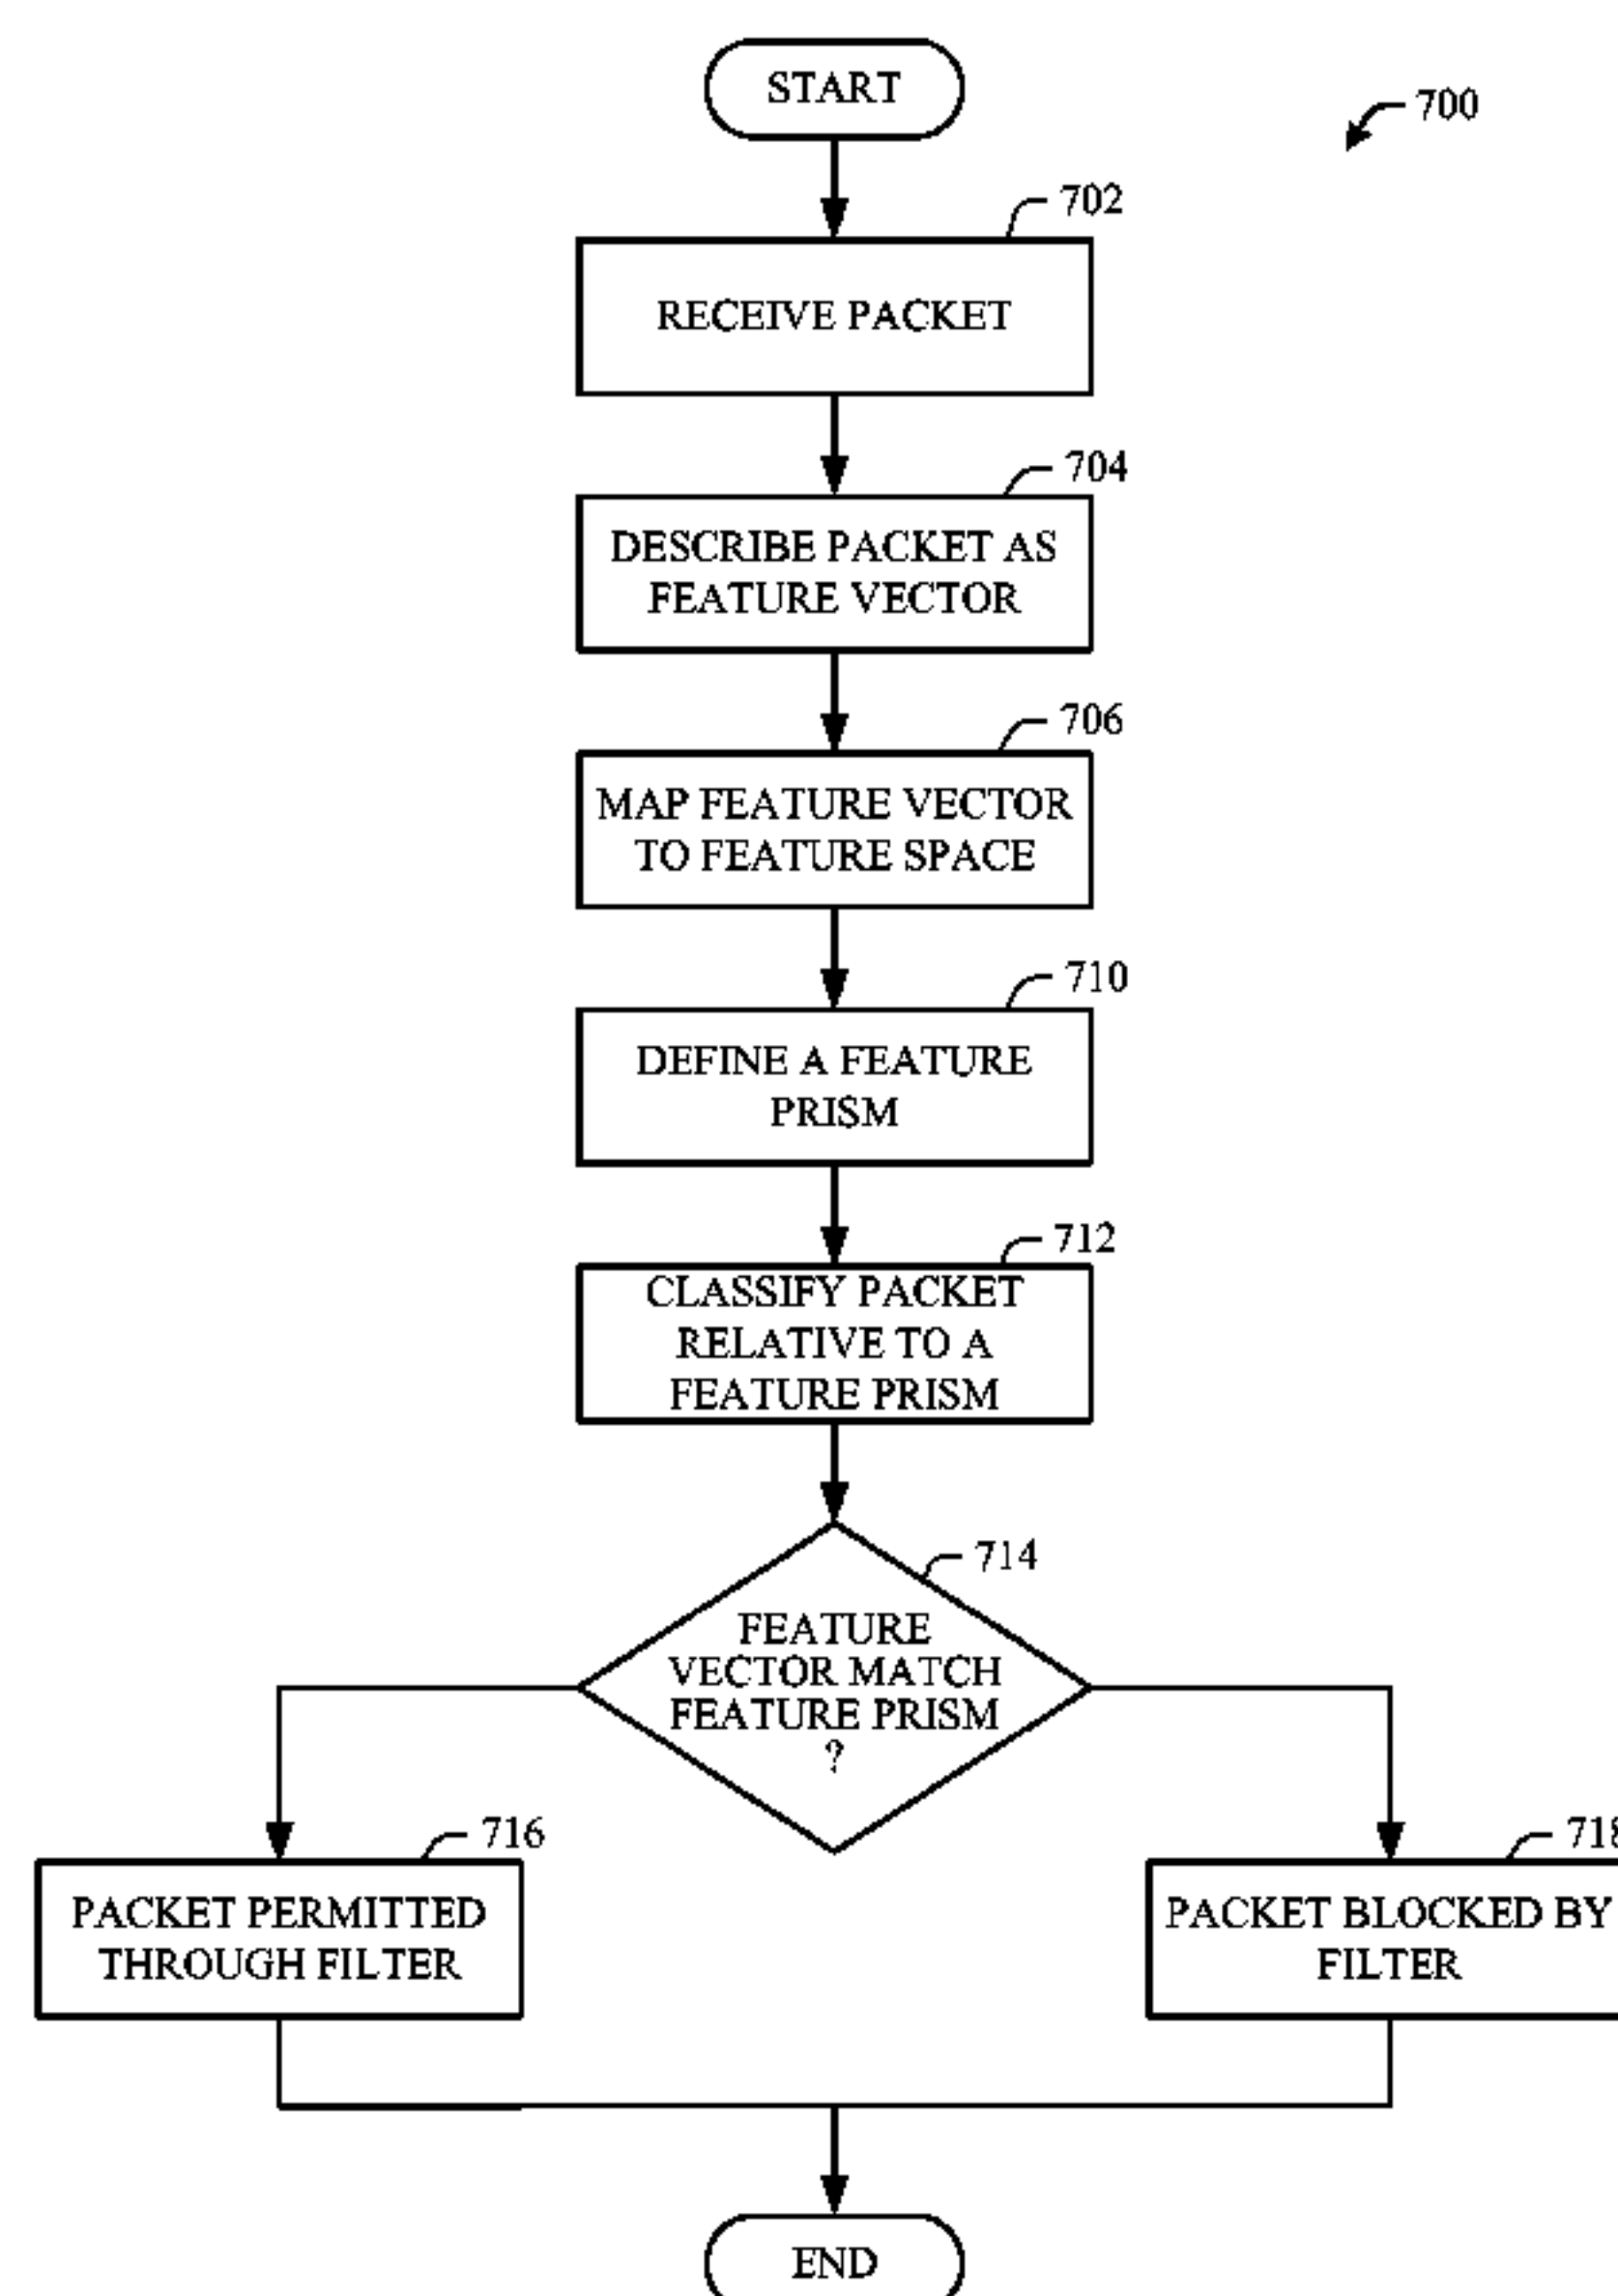 START
700
702
RECEIVE PACKET
704
DESCRIBE PACKET AS
FEATURE VECTOR
706
MAP FEATURE VECTOR
TO FEATURE SPACE
710
DEFINE A FEATURE
PRISM
712
CLASSIFY PACKET
RELATIVE TO A
FEATURE PRISM
714
FEATURE
VECTOR MATCH
FEATURE PRISM
?
716
PACKET PERMITTED
THROUGH FILTER
718
PACKET BLOCKED BY
FILTER
END